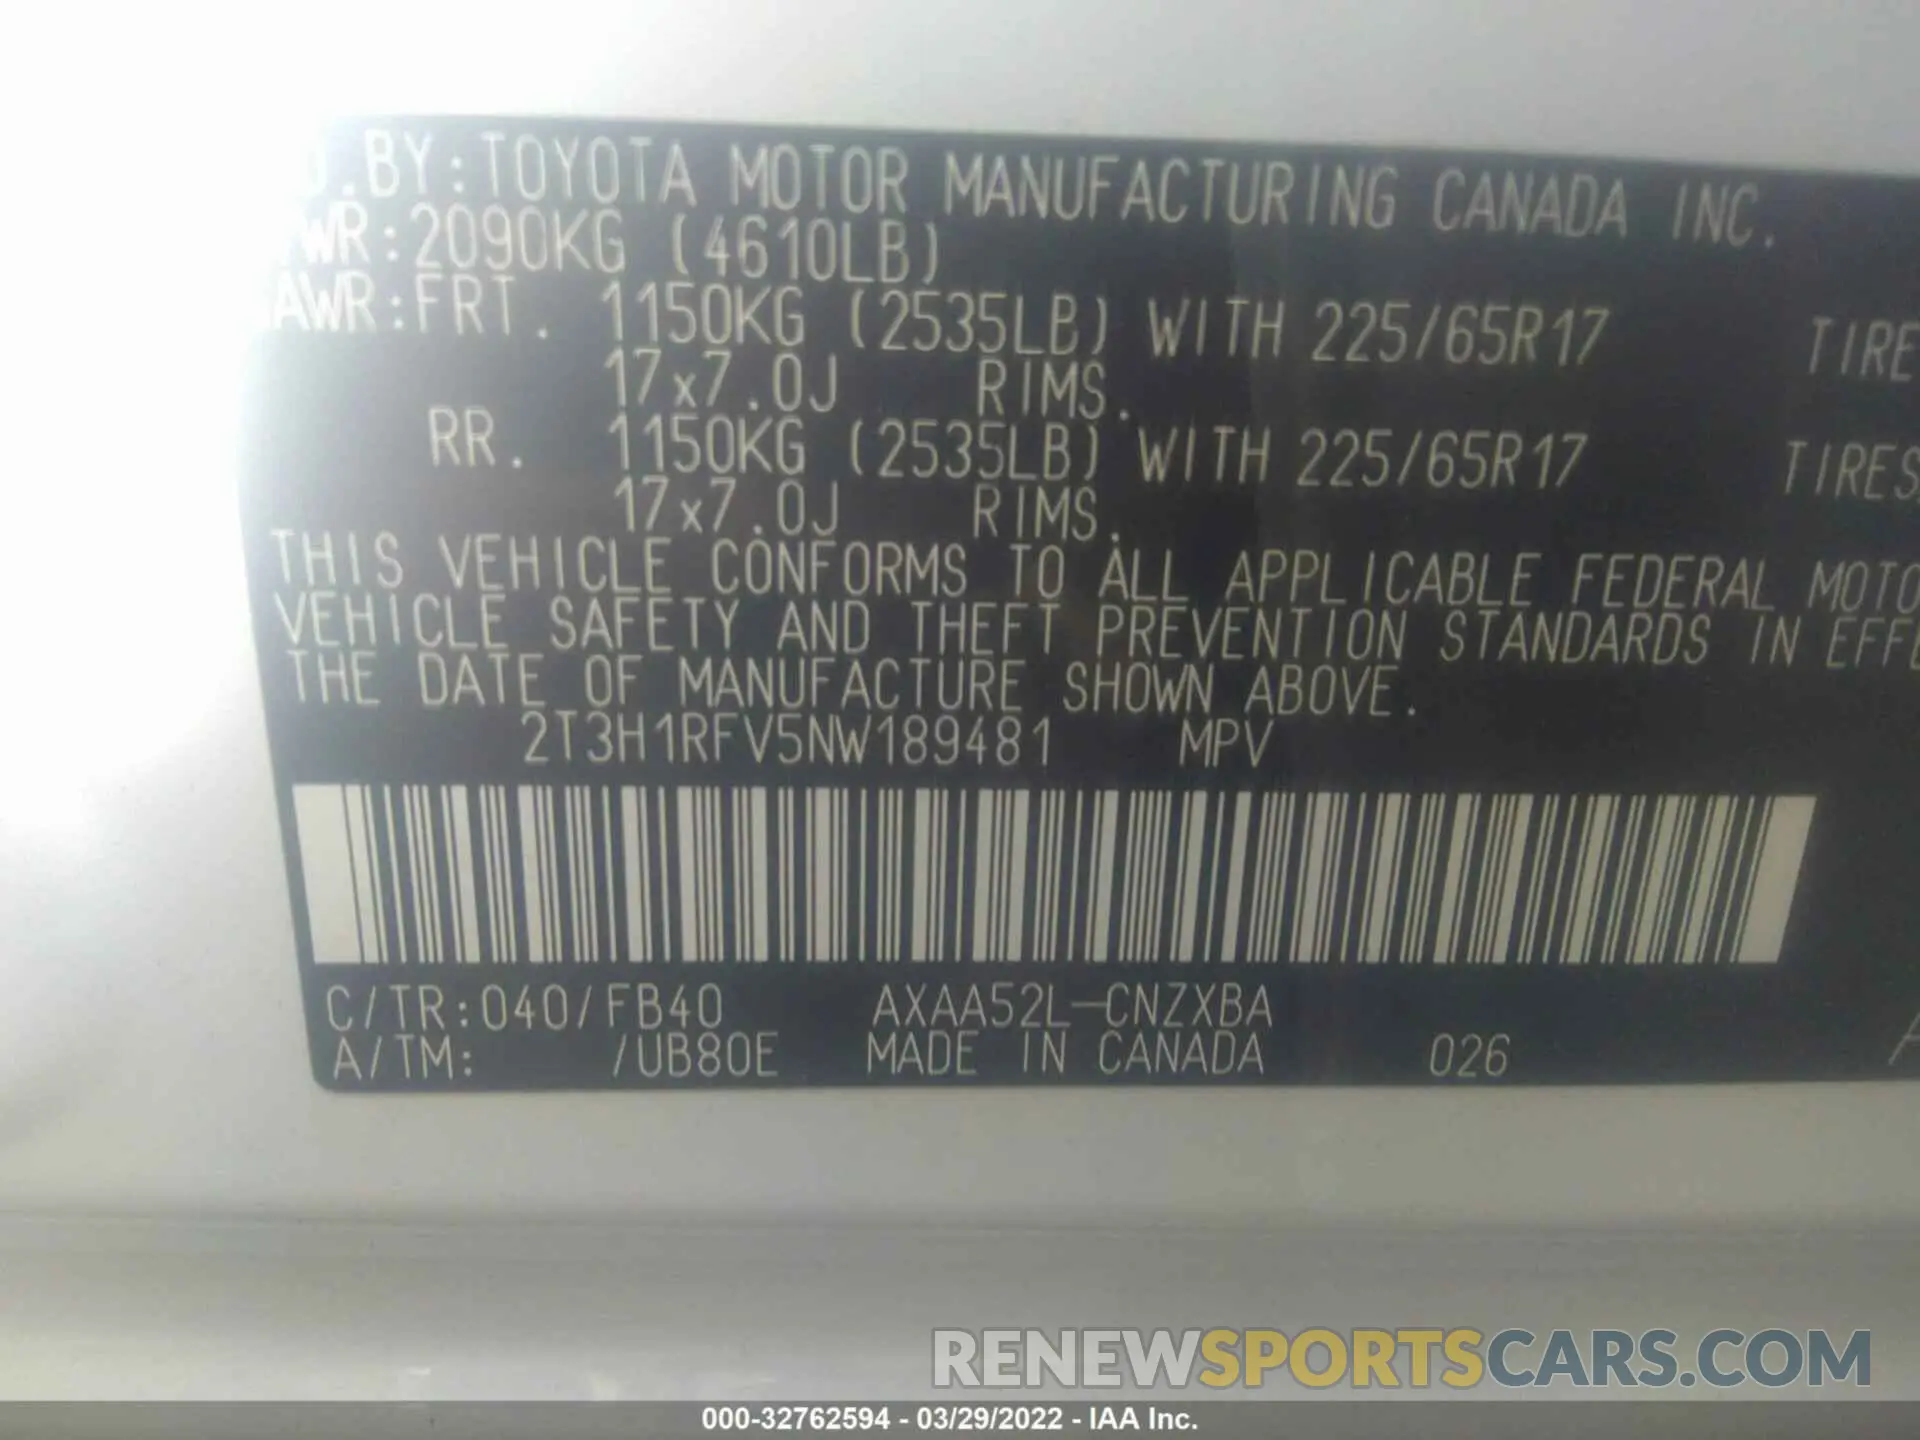 .BY:TOYOTA MOTOR MANUFACTURING CANADA INC.
WR:2090KG (4610LB)
AWR:FRT. 1150KG (2535LB) WITH 225/65R17 TIRE
17x7.0J RIMS.
RR. 1150KG (2535LB) WITH 225/65R17 TIRES
17x7.0J RIMS.
THIS VEHICLE CONFORMS TO ALL APPLICABLE FEDERAL MOTO
VEHICLE SAFETY AND THEFT PREVENTION STANDARDS IN EFFE
THE DATE OF MANUFACTURE SHOWN ABOVE.
2T3H1RFV5NW189481 MPV
C/TR:040/FB40 AXAA52L-CNZXBA
A/TM: /UB80E MADE IN CANADA 026 A
RENEWSPORTSCARS.COM
000-32762594 - 03/29/2022 - IAA Inc.